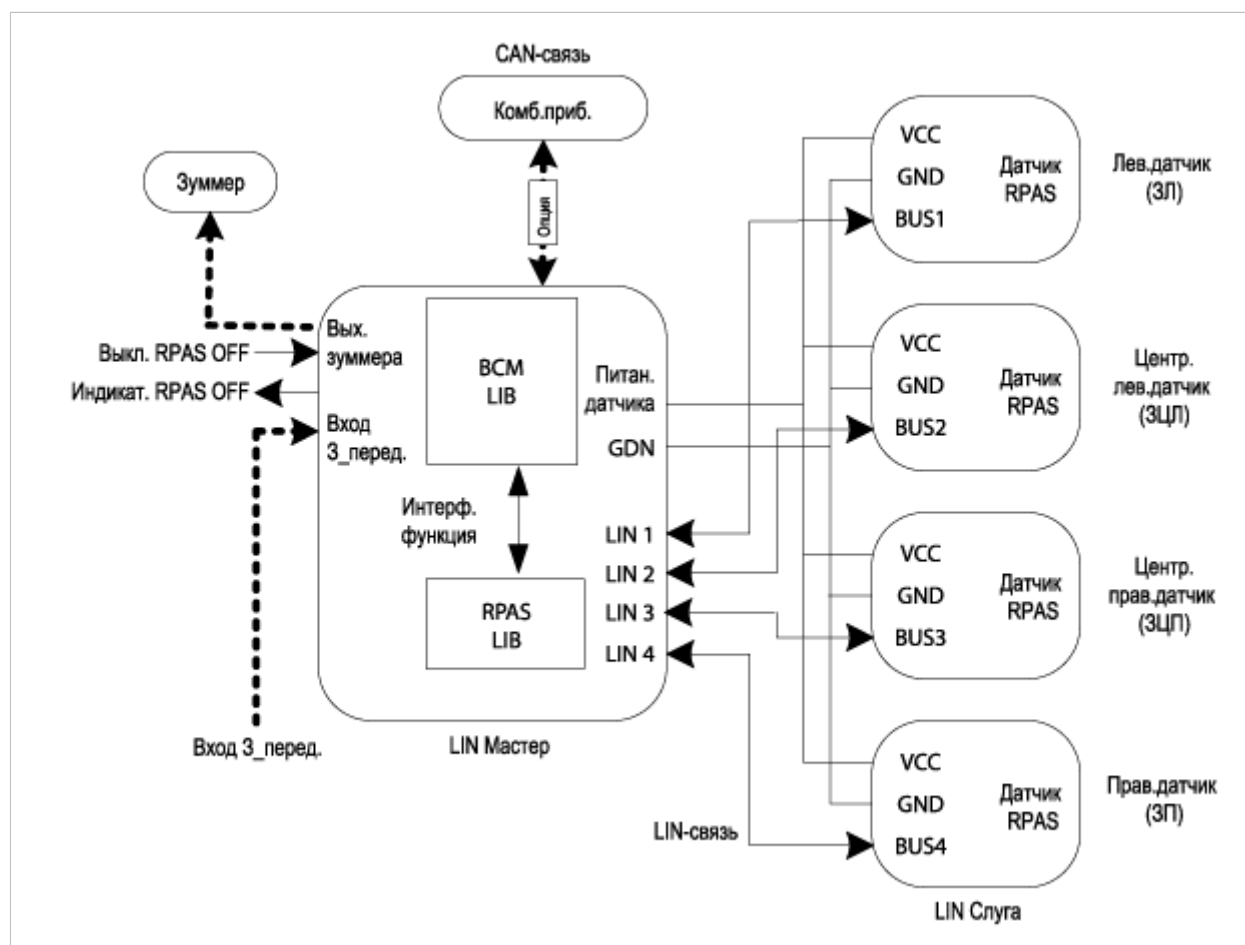 CAN-связь
Комб.приб.
Зуммер
Опция
Вых.
зуммера
Выкл. RPAS OFF
Индикат. RPAS OFF
Вход
З_перед.
Вход З_перед.
BCM
LIB
Интерф.
функция
RPAS
LIB
Питан.
датчика
GDN
LIN 1
LIN 2
LIN 3
LIN 4
LIN Мастер
LIN-связь
VCC
GND
BUS1
Датчик
RPAS
Лев.датчик
(ЗЛ)
VCC
GND
BUS2
Датчик
RPAS
Центр.
лев.датчик
(ЗЦЛ)
VCC
GND
BUS3
Датчик
RPAS
Центр.
прав.датчик
(ЗЦП)
VCC
GND
BUS4
Датчик
RPAS
Прав.датчик
(ЗП)
LIN Слуга